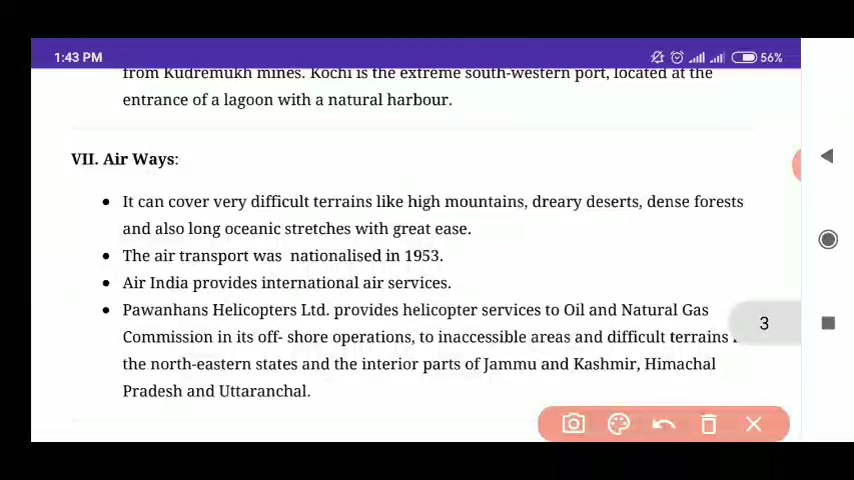 1:43 PM
56%
from Kudremukh mines. Kochi is the extreme south-western port, located at the
entrance of a lagoon with a natural harbour.
VII. Air Ways:
• It can cover very difficult terrains like high mountains, dreary deserts, dense forests
and also long oceanic stretches with great ease.
• The air transport was nationalised in 1953.
• Air India provides international air services.
• Pawanhans Helicopters Ltd. provides helicopter services to Oil and Natural Gas
Commission in its off- shore operations, to inaccessible areas and difficult terrains
3
the north-eastern states and the interior parts of Jammu and Kashmir, Himachal
Pradesh and Uttaranchal.